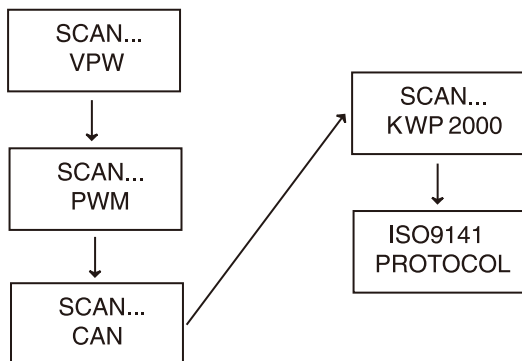 SCAN...
VPW
SCAN...
PWM
SCAN...
CAN
SCAN...
KWP 2000
ISO9141
PROTOCOL